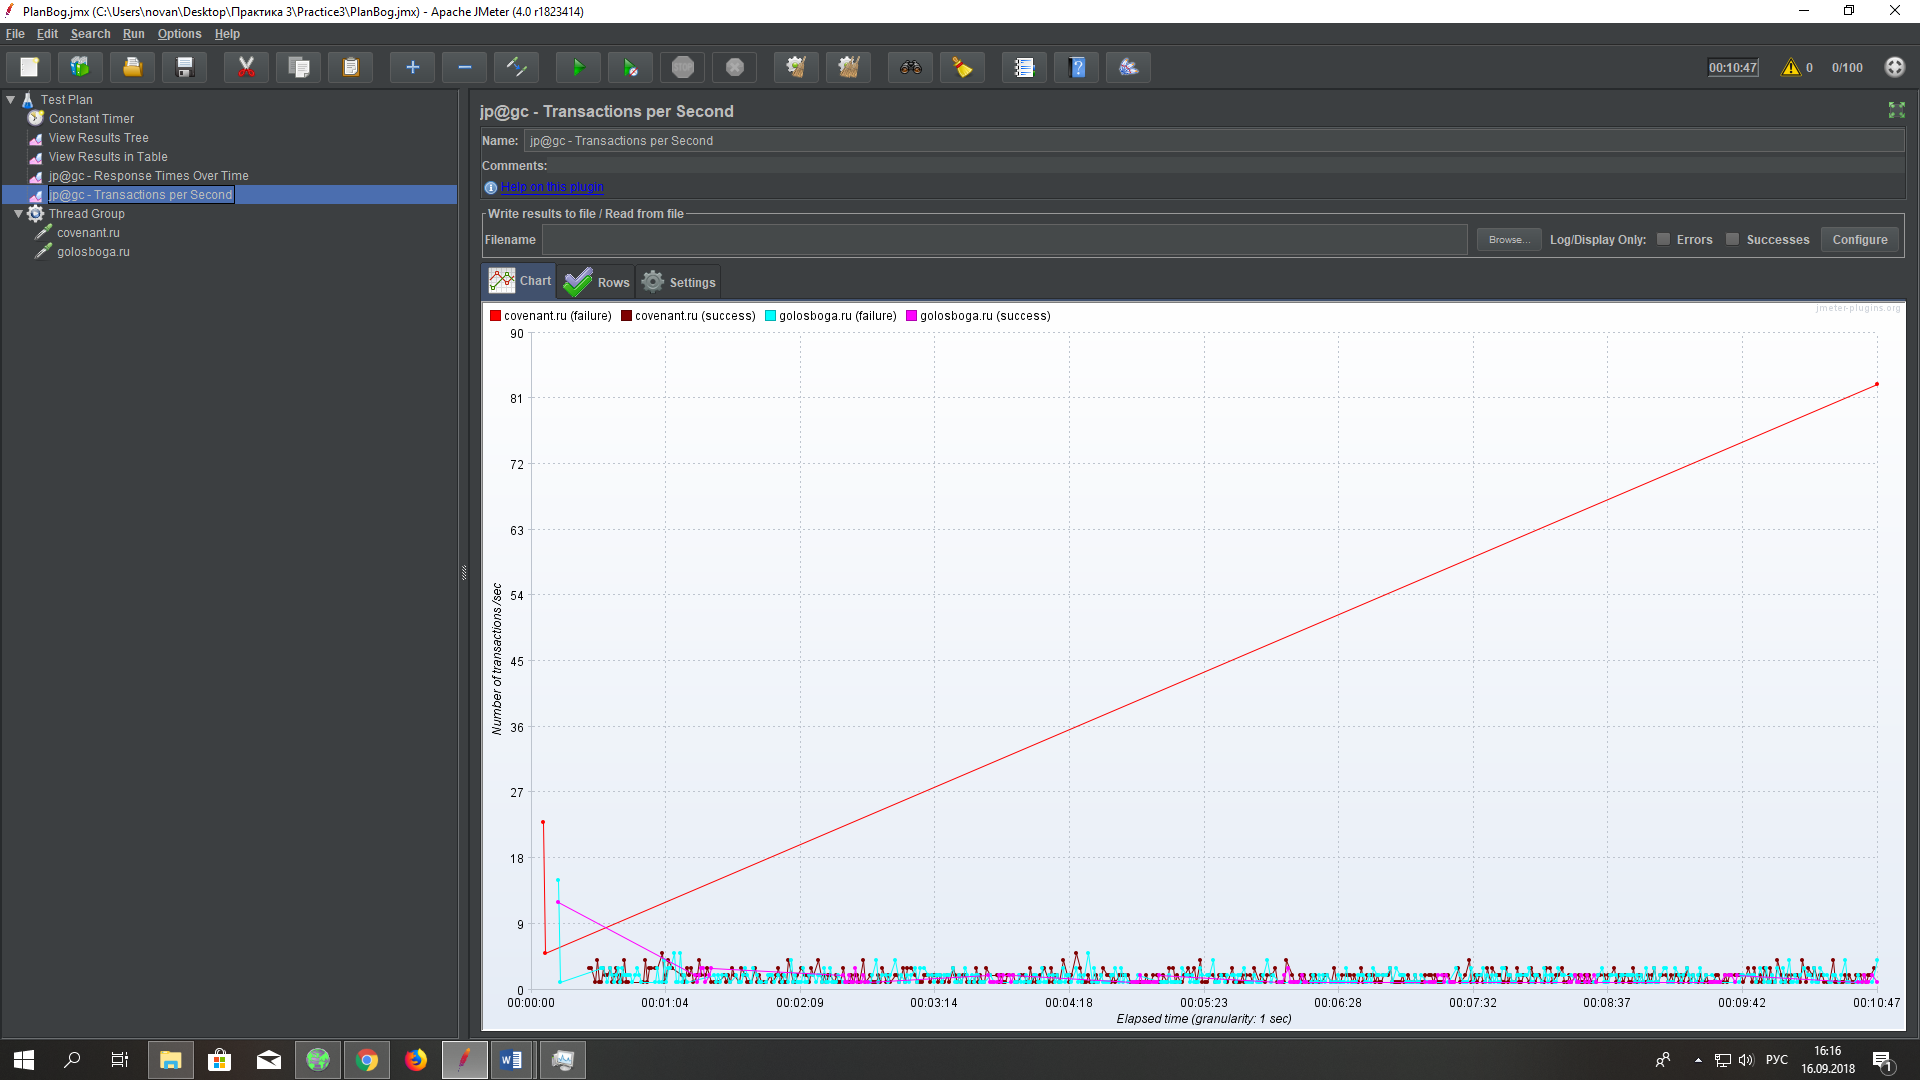 PlanBog.jmx (C:\Users\novan\Desktop\Практика 3\Practice3\PlanBog.jmx) - Apache JMeter (4.0 r1823414)
File Edit Search Run Options Help
00:10:47 0 0/100
Test Plan
Constant Timer
View Results Tree
View Results in Table
jp@gc - Response Times Over Time
jp@gc - Transactions per Second
Thread Group
covenant.ru
golosboga.ru
jp@gc - Transactions per Second
Name: jp@gc - Transactions per Second
Comments:
Help on this plugin
Write results to file / Read from file
Filename Browse... Log/Display Only: Errors Successes Configure
Chart Rows Settings
jmeter-plugins.org
covenant.ru (failure) covenant.ru (success) golosboga.ru (failure) golosboga.ru (success)
90
81
72
63
54
45
36
27
18
9
0
Number of transactions /sec
00:00:00 00:01:04 00:02:09 00:03:14 00:04:18 00:05:23 00:06:28 00:07:32 00:08:37 00:09:42 00:10:47
Elapsed time (granularity: 1 sec)
РУС
16:16
16.09.2018
1